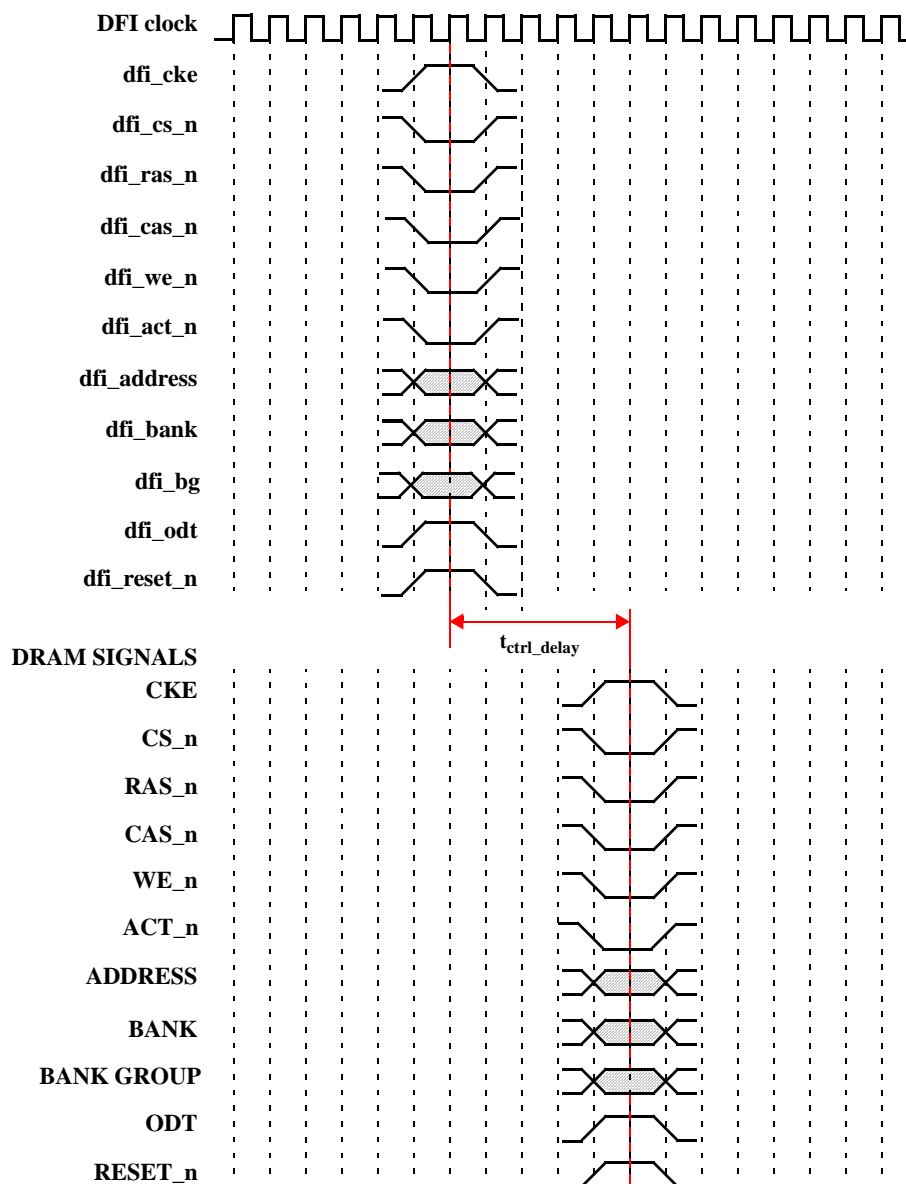 DFI clock
dfi_cke
dfi_cs_n
dfi_ras_n
dfi_cas_n
dfi_we_n
dfi_act_n
dfi_address
dfi_bank
dfi_bg
dfi_odt
dfi_reset_n
tctrl_delay
DRAM SIGNALS
CKE
CS_n
RAS_n
CAS_n
WE_n
ACT_n
ADDRESS
BANK
BANK GROUP
ODT
RESET_n